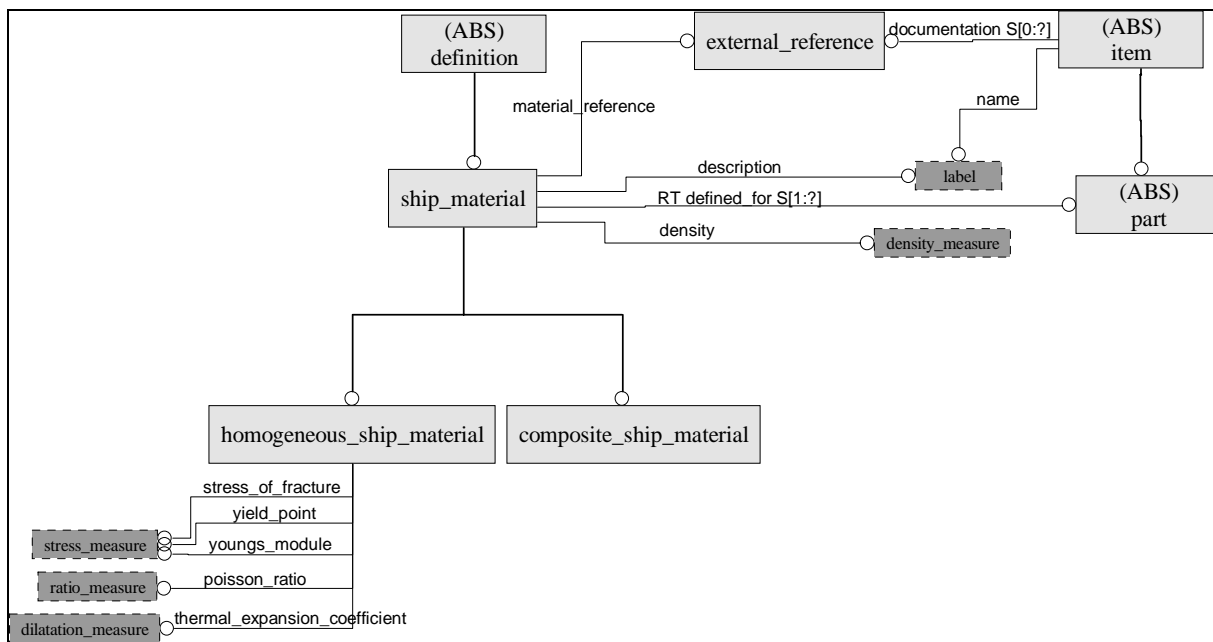 (ABS)
definition
external_reference
documentation S[0:?]
(ABS)
item
material_reference
name
ship_material
description
label
RT defined_for S[1:?]
(ABS)
part
density
density_measure
homogeneous_ship_material
composite_ship_material
stress_of_fracture
yield_point
stress_measure
youngs_module
ratio_measure
poisson_ratio
dilatation_measure
thermal_expansion_coefficient